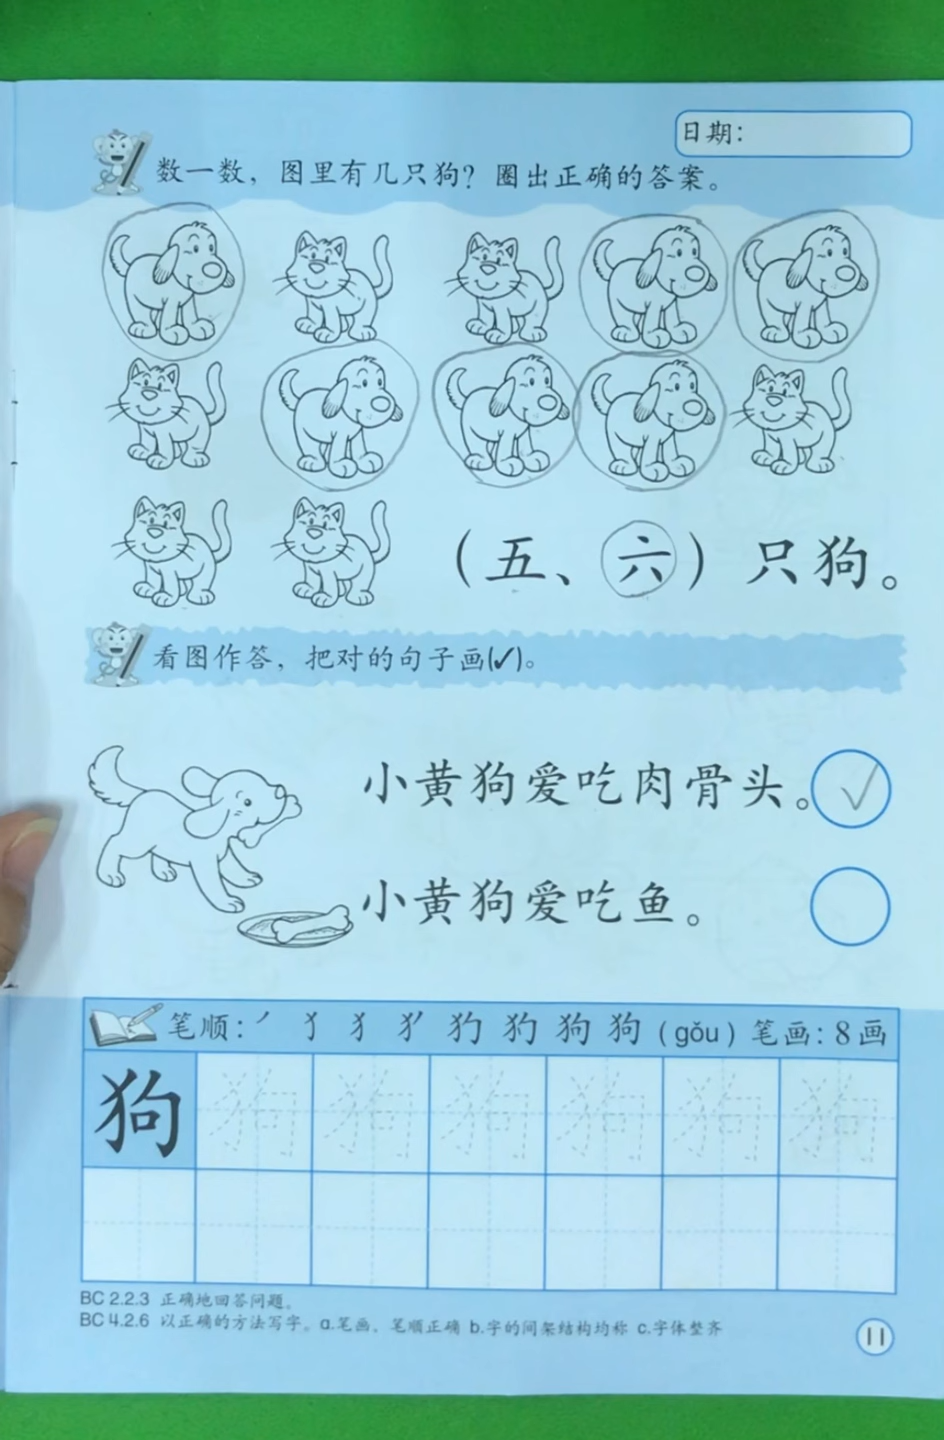 日期：
数一数，图里有几只狗？圈出正确的答案。
（五、六）只狗。
看图作答，把对的句子画(✓)。
小黄狗爱吃肉骨头。✓
小黄狗爱吃鱼。
笔顺：㇒ 犭 狗 狗 (gǒu) 笔画：8画
狗 狗 狗 狗 狗 狗 狗
BC 2.2.3 正确地回答问题。
BC 4.2.6 以正确的方法写字。a.笔画、笔顺正确 b.字的间架结构均称 c.字体整齐
11